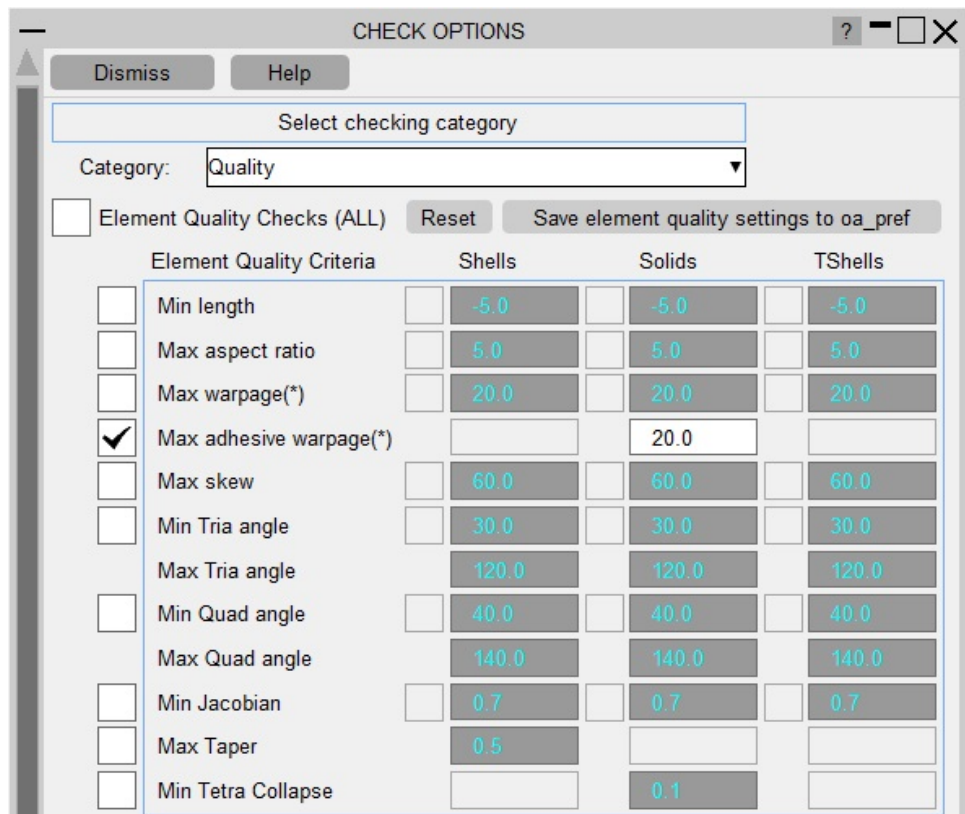 CHECK OPTIONS ?
Dismiss Help
Select checking category
Category: Quality
Element Quality Checks (ALL) Reset Save element quality settings to oa_pref
Element Quality Criteria Shells Solids TShells
Min length -5.0 -5.0 -5.0
Max aspect ratio 5.0 5.0 5.0
Max warpage(*) 20.0 20.0 20.0
Max adhesive warpage(*) 20.0
Max skew 60.0 60.0 60.0
Min Tria angle 30.0 30.0 30.0
Max Tria angle 120.0 120.0 120.0
Min Quad angle 40.0 40.0 40.0
Max Quad angle 140.0 140.0 140.0
Min Jacobian 0.7 0.7 0.7
Max Taper 0.5
Min Tetra Collapse 0.1